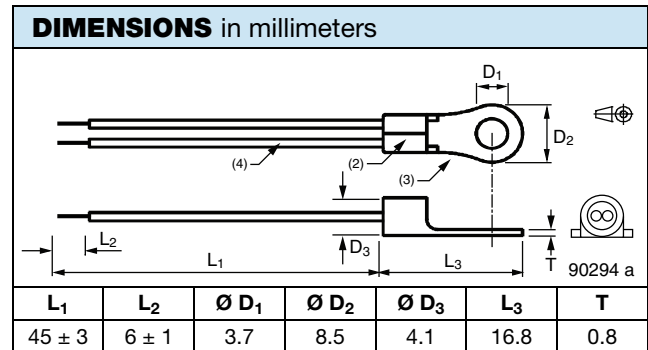 DIMENSIONS in millimeters
D1
D2
(4)
(2)
(3)
L2
L1
D3
L3
T
90294 a
L1 L2 Ø D1 Ø D2 Ø D3 L3 T
45 ± 3 6 ± 1 3.7 8.5 4.1 16.8 0.8